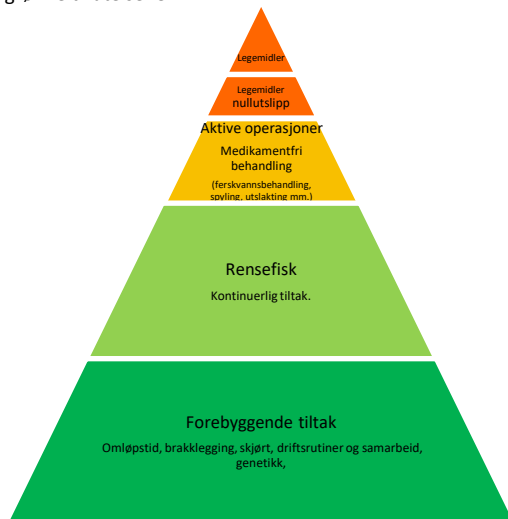 Legemidler
Legemidler
nullutslipp
Aktive operasjoner
Medikamentfri
behandling
(ferskvannsbehandling,
spyling, utslakting mm.)
Rensefisk
Kontinuerlig tiltak.
Forebyggende tiltak
Omløpstid, brakklegging, skjørt, driftsrutiner og samarbeid,
genetikk,